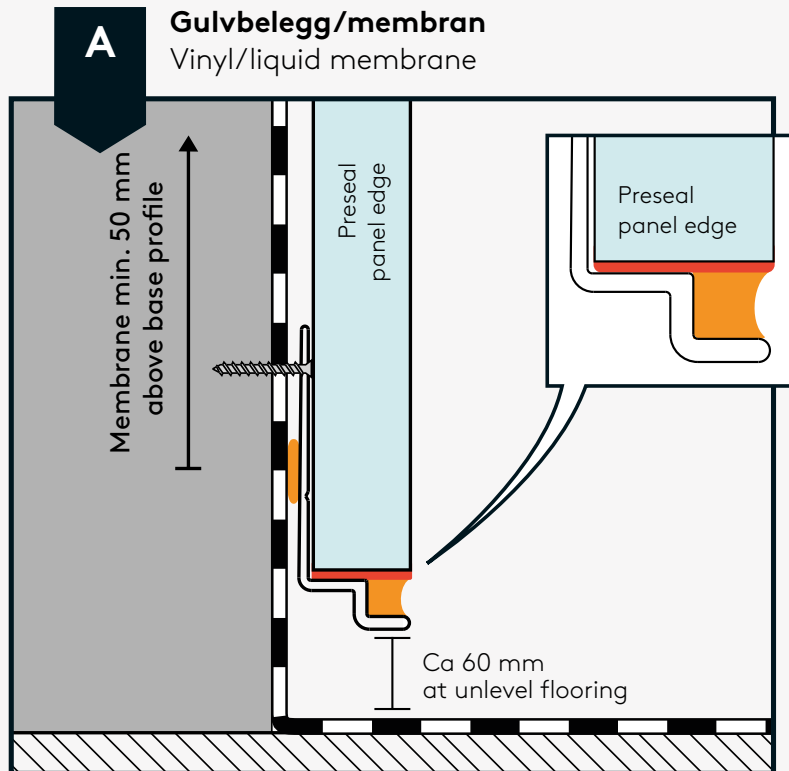 A
Gulvbelegg/membran
Vinyl/liquid membrane
Membrane min. 50 mm
above base profile
Preseal
panel edge
Preseal
panel edge
Ca 60 mm
at unlevel flooring